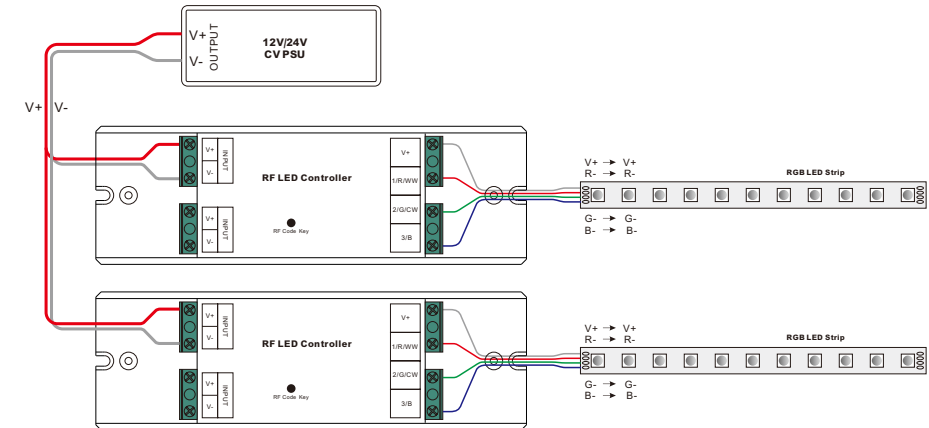 V+
V-
OUTPUT
12V/24V
CV PSU
V+
V-
V+
V-
INPUT
V+
V-
INPUT
RF LED Controller
RF Code Key
V+
1/R/WW
2/G/CW
3/B
V+ → V+
R- → R-
G- → G-
B- → B-
RGB LED Strip
V+
V-
INPUT
V+
V-
INPUT
RF LED Controller
RF Code Key
V+
1/R/WW
2/G/CW
3/B
V+ → V+
R- → R-
G- → G-
B- → B-
RGB LED Strip